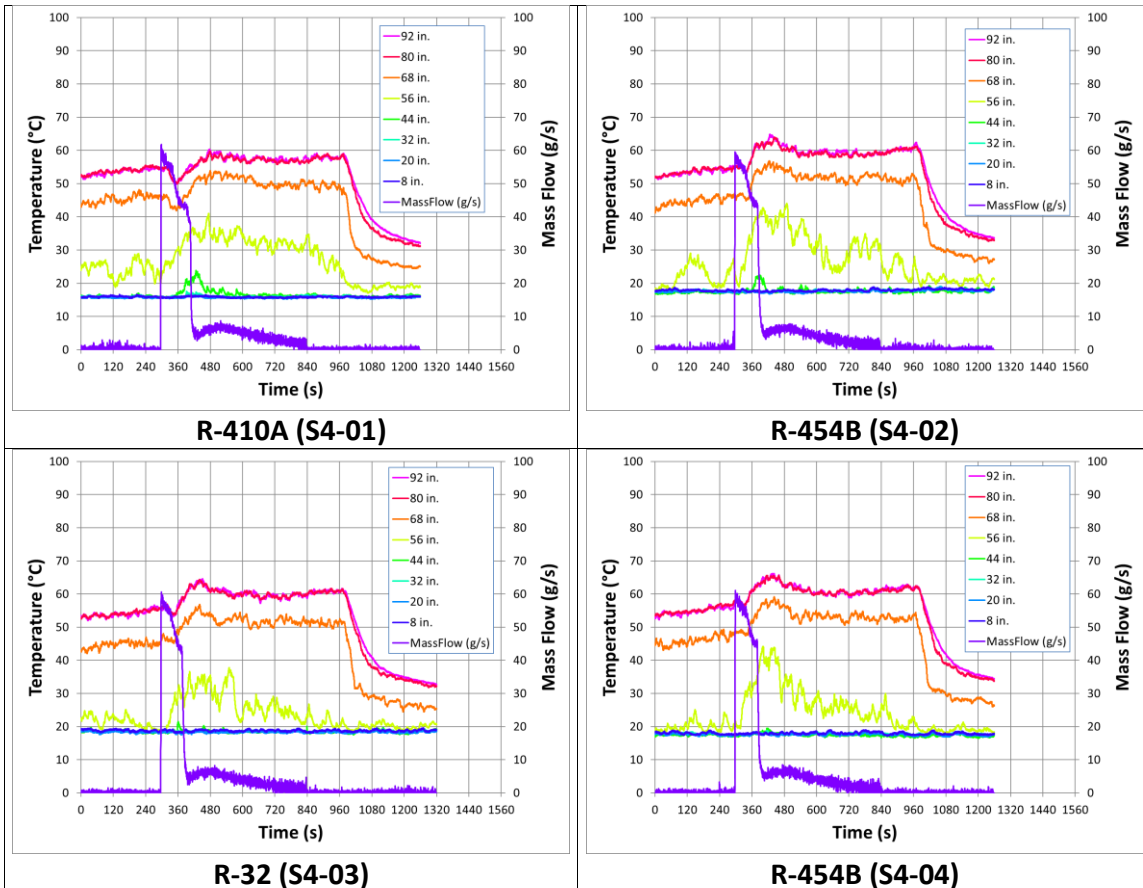 100
90
80
70
60
50
40
30
20
10
0
Temperature (°C)
100
90
80
70
60
50
40
30
20
10
0
Mass Flow (g/s)
92 in.
80 in.
68 in.
56 in.
44 in.
32 in.
20 in.
8 in.
MassFlow (g/s)
0 120 240 360 480 600 720 840 960 1080 1200 1320 1440 1560
Time (s)
R-410A (S4-01)
100
90
80
70
60
50
40
30
20
10
0
Temperature (°C)
100
90
80
70
60
50
40
30
20
10
0
Mass Flow (g/s)
92 in.
80 in.
68 in.
56 in.
44 in.
32 in.
20 in.
8 in.
MassFlow (g/s)
0 120 240 360 480 600 720 840 960 1080 1200 1320 1440 1560
Time (s)
R-454B (S4-02)
100
90
80
70
60
50
40
30
20
10
0
Temperature (°C)
100
90
80
70
60
50
40
30
20
10
0
Mass Flow (g/s)
92 in.
80 in.
68 in.
56 in.
44 in.
32 in.
20 in.
8 in.
MassFlow (g/s)
0 120 240 360 480 600 720 840 960 1080 1200 1320 1440 1560
Time (s)
R-32 (S4-03)
100
90
80
70
60
50
40
30
20
10
0
Temperature (°C)
100
90
80
70
60
50
40
30
20
10
0
Mass Flow (g/s)
92 in.
80 in.
68 in.
56 in.
44 in.
32 in.
20 in.
8 in.
MassFlow (g/s)
0 120 240 360 480 600 720 840 960 1080 1200 1320 1440 1560
Time (s)
R-454B (S4-04)